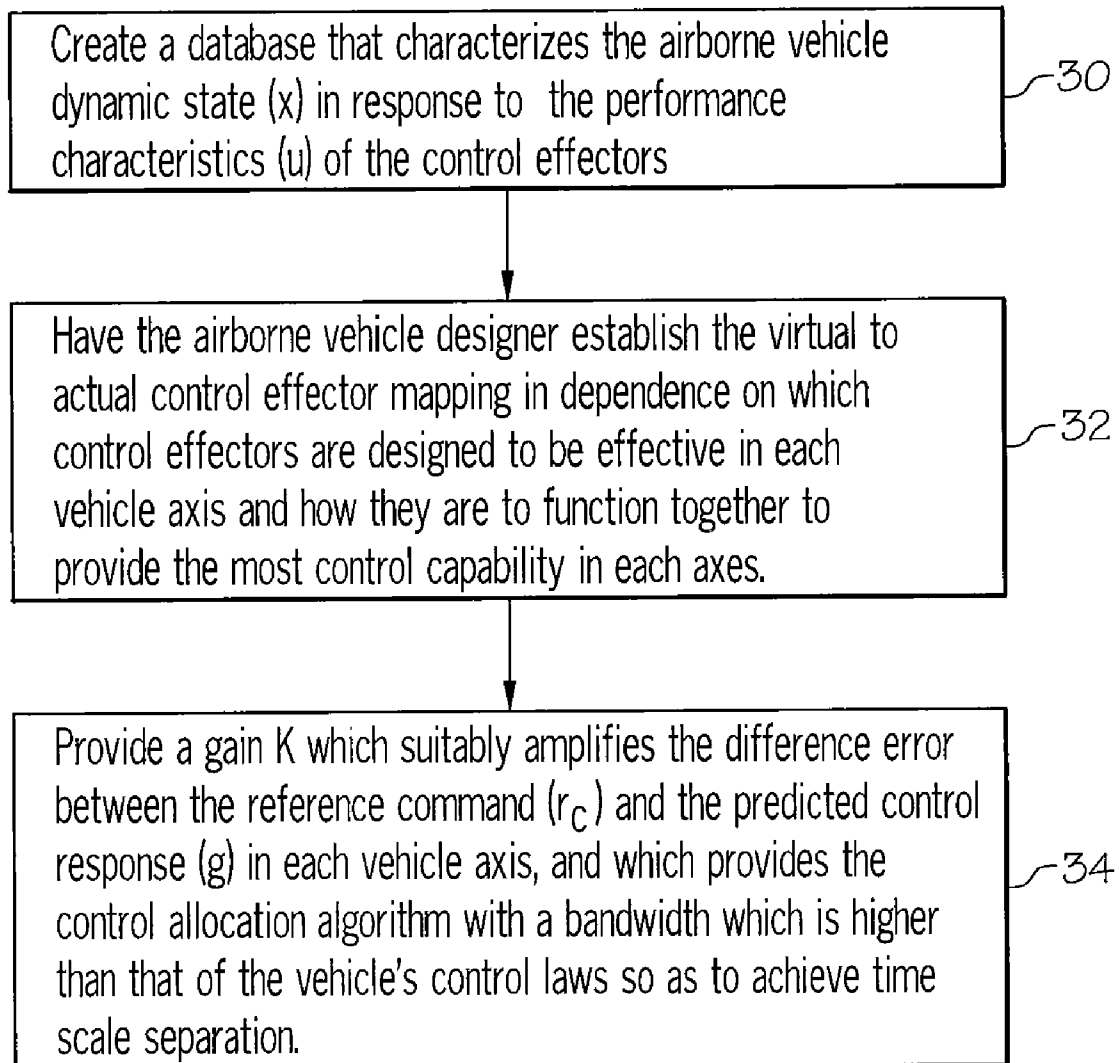 Create a database that characterizes the airborne vehicle
dynamic state (x) in response to the performance
characteristics (u) of the control effectors
30
Have the airborne vehicle designer establish the virtual to
actual control effector mapping in dependence on which
control effectors are designed to be effective in each
vehicle axis and how they are to function together to
provide the most control capability in each axes.
32
Provide a gain K which suitably amplifies the difference error
between the reference command (rC) and the predicted control
response (g) in each vehicle axis, and which provides the
control allocation algorithm with a bandwidth which is higher
than that of the vehicle's control laws so as to achieve time
scale separation.
34